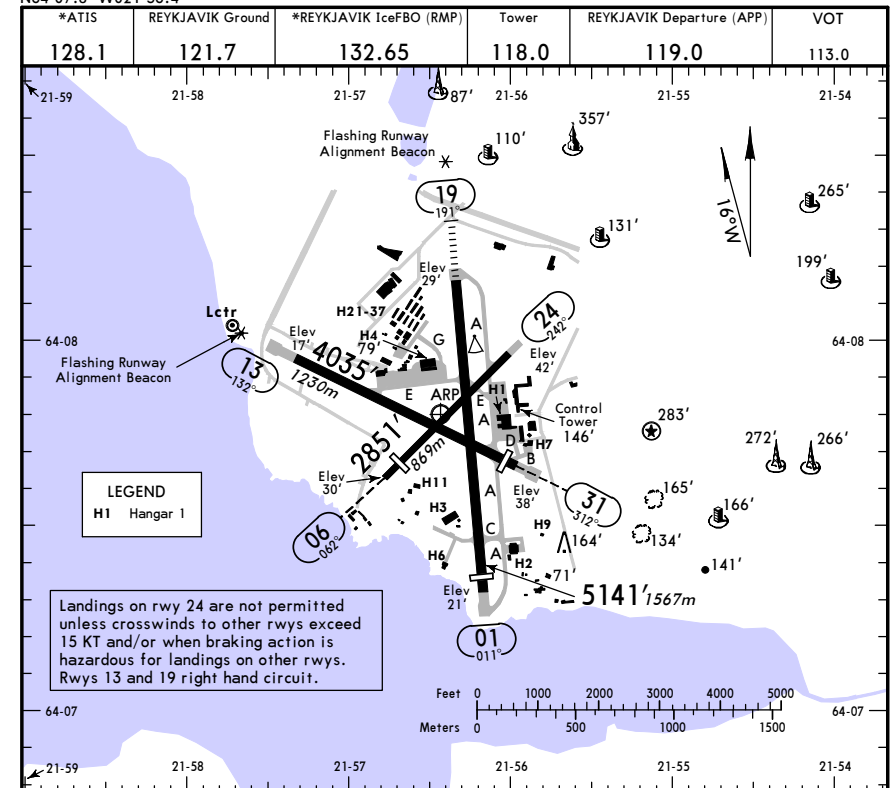 *ATIS
128.1
REYKJAVIK Ground
121.7
*REYKJAVIK IceFBO (RMP)
132.65
Tower
118.0
REYKJAVIK Departure (APP)
119.0
VOT
113.0
21-59
21-58
21-57
21-56
21-55
21-54
87'
Flashing Runway
Alignment Beacon
110'
357'
16°W
265'
19
191°
131'
199'
Elev
29'
H21-37
Lctr
Flashing Runway
Alignment Beacon
64-08
64-08
Elev
17'
H4
79'
G
A
24
242°
Elev
42'
13
132°
4035'
1230m
E
ARP
E
H1
A
Control
Tower
146'
283'
D
H7
B
272'
266'
2851'
869m
Elev
30'
LEGEND
H1 Hangar 1
H11
A
Elev
38'
31
312°
165'
166'
06
062°
H3
C
H9
134'
H6
A
H2
164'
141'
71'
Elev
21'
5141'
1567m
01
011°
Landings on rwy 24 are not permitted
unless crosswinds to other rwys exceed
15 KT and/or when braking action is
hazardous for landings on other rwys.
Rwys 13 and 19 right hand circuit.
Feet 0 1000 2000 3000 4000 5000
Meters 0 500 1000 1500
64-07
64-07
21-59
21-58
21-57
21-56
21-55
21-54